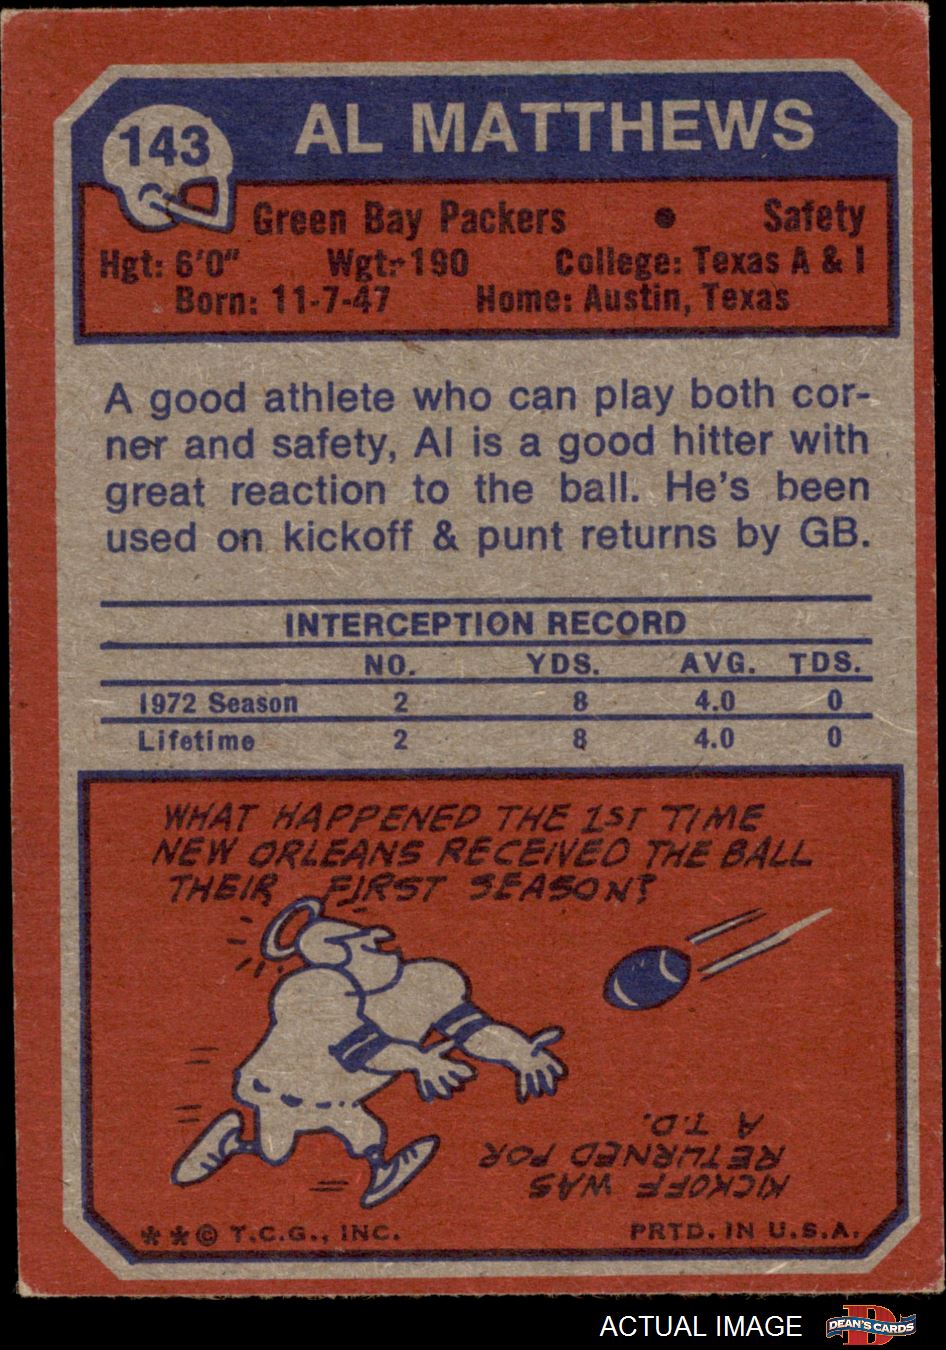 143
AL MATTHEWS
Green Bay Packers • Safety
Hgt: 6'0" Wgt: 190 College: Texas A & I
Born: 11-7-47 Home: Austin, Texas
A good athlete who can play both cor-
ner and safety, Al is a good hitter with
great reaction to the ball. He's been
used on kickoff & punt returns by GB.
INTERCEPTION RECORD
NO. YDS. AVG. TDS.
1972 Season 2 8 4.0 0
Lifetime 2 8 4.0 0
WHAT HAPPENED THE 1ST TIME
NEW ORLEANS RECEIVED THE BALL
THEIR FIRST SEASON?
KICKOFF WAS
RETURNED FOR
A T.D.
**© T.C.G., INC. PRTD. IN U.S.A.
ACTUAL IMAGE
D
DEAN'S CARDS